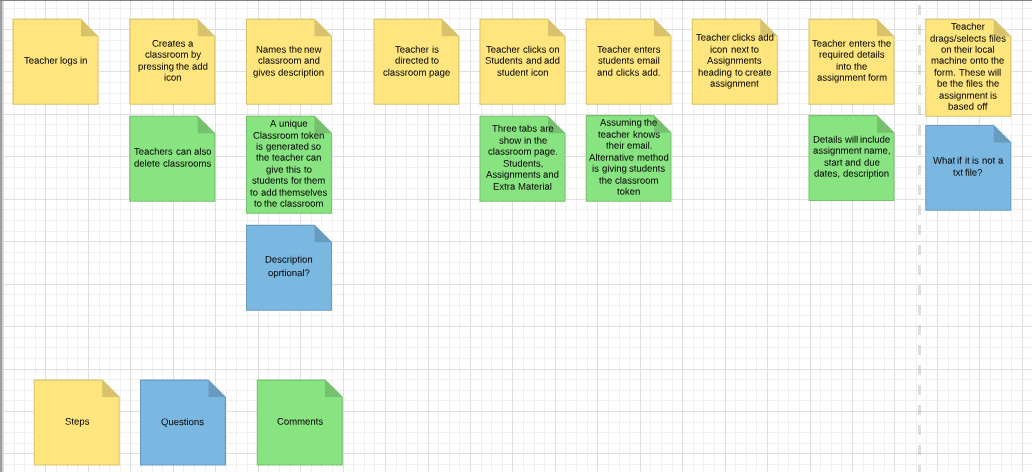 Teacher logs in
Creates a
classroom by
pressing the add
icon
Names the new
classroom and
gives description
Teacher is
directed to
classroom page
Teacher clicks on
Students and add
student icon
Teacher enters
students email
and clicks add.
Teacher clicks add
icon next to
Assignments
heading to create
assignment
Teacher enters the
required details
into the
assignment form
Teacher
drags/selects files
on their local
machine onto the
form. These will
be the files the
assignment is
based off
Teachers can also
delete classrooms
A unique
Classroom token
is generated so
the teacher can
give this to
students for them
to add themselves
to the classroom
Three tabs are
show in the
classroom page.
Students,
Assignments and
Extra Material
Assuming the
teacher knows
their email.
Alternative method
is giving students
the classroom
token
Details will include
assignment name,
start and due
dates, description
What if it is not a
txt file?
Description
oprtional?
Steps
Questions
Comments